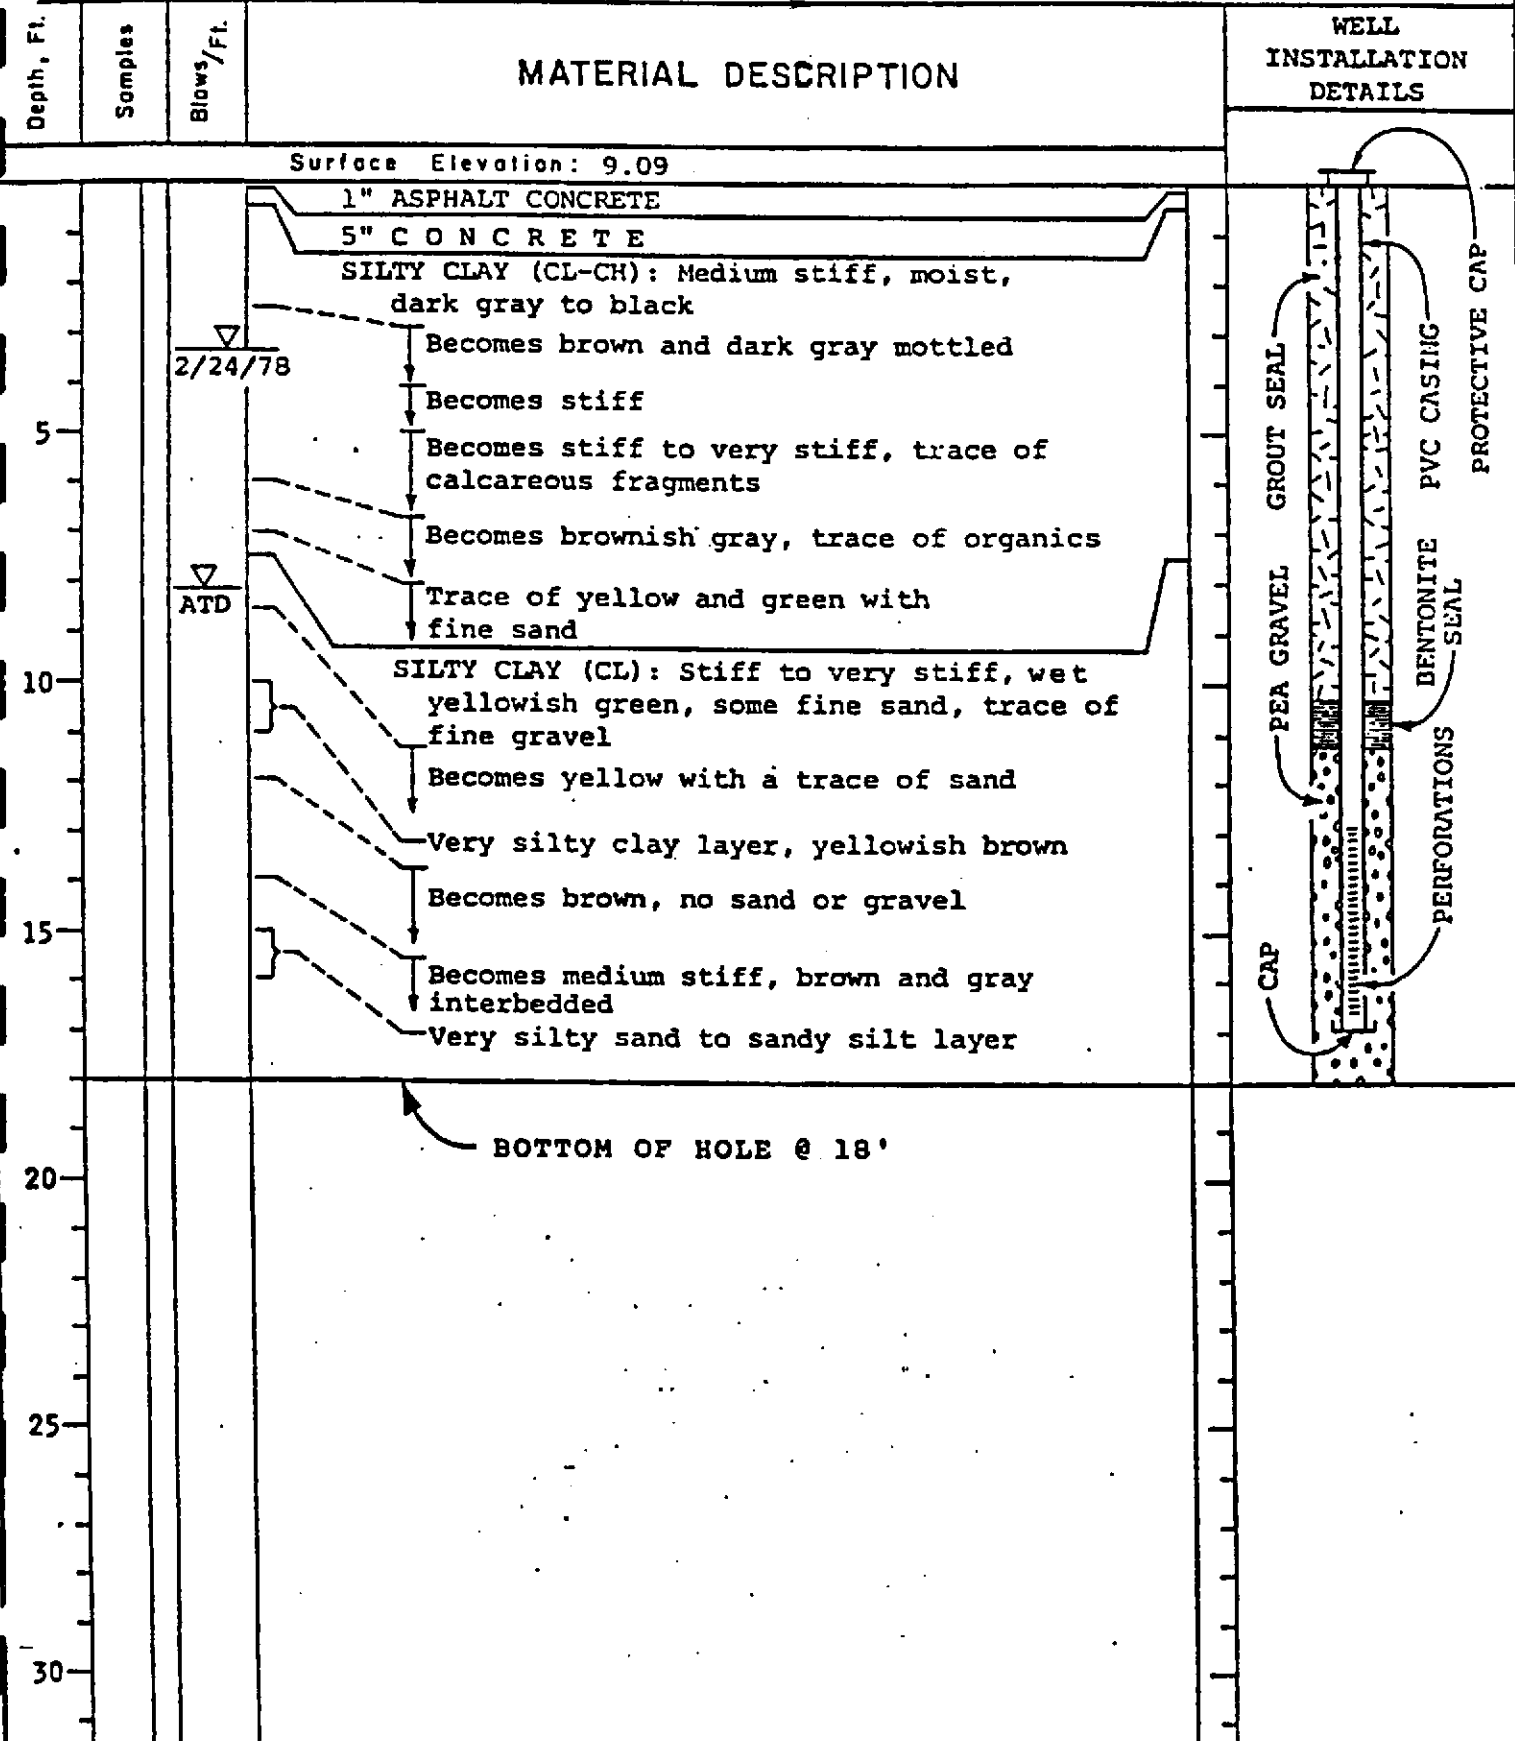 Depth, Ft.
Samples
Blows/Ft.
MATERIAL DESCRIPTION
WELL
INSTALLATION
DETAILS
Surface Elevation: 9.09
1" ASPHALT CONCRETE
5" C O N C R E T E
SILTY CLAY (CL-CH): Medium stiff, moist,
dark gray to black
Becomes brown and dark gray mottled
2/24/78
Becomes stiff
5
Becomes stiff to very stiff, trace of
calcareous fragments
Becomes brownish gray, trace of organics
ATD
Trace of yellow and green with
fine sand
10
SILTY CLAY (CL): Stiff to very stiff, wet
yellowish green, some fine sand, trace of
fine gravel
Becomes yellow with a trace of sand
Very silty clay layer, yellowish brown
Becomes brown, no sand or gravel
15
Becomes medium stiff, brown and gray
interbedded
Very silty sand to sandy silt layer
BOTTOM OF HOLE @ 18'
20
25
30
GROUT SEAL
PVC CASING
PROTECTIVE CAP
PEA GRAVEL
BENTONITE
SEAL
PERFORATIONS
CAP